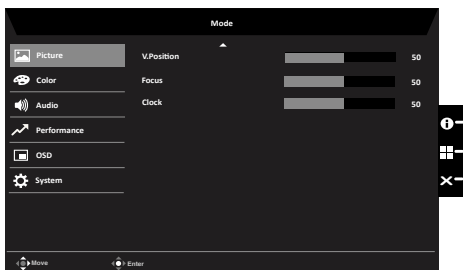 Mode
Picture
V.Position 50
Color
Focus 50
Audio
Clock 50
Performance
OSD
System
Move Enter